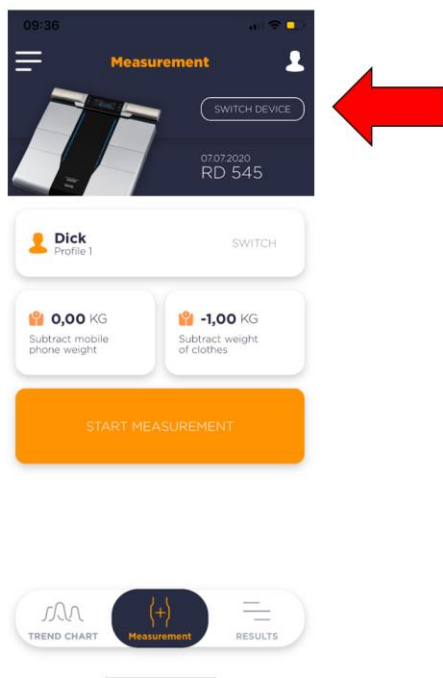 09:36
Measurement
SWITCH DEVICE
07.07.2020
RD 545
Dick
Profile 1
SWITCH
0,00 KG
Subtract mobile
phone weight
-1,00 KG
Subtract weight
of clothes
START MEASUREMENT
TREND CHART
Measurement
RESULTS